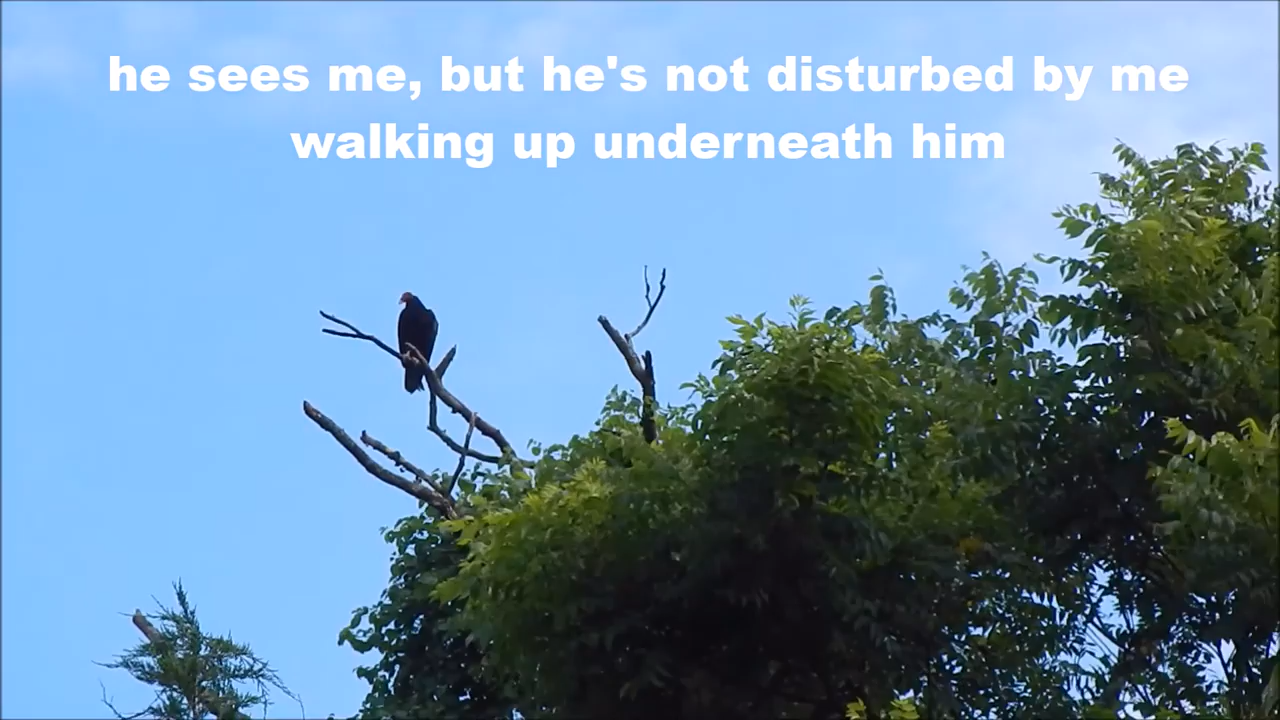 he sees me, but he's not disturbed by me
walking up underneath him